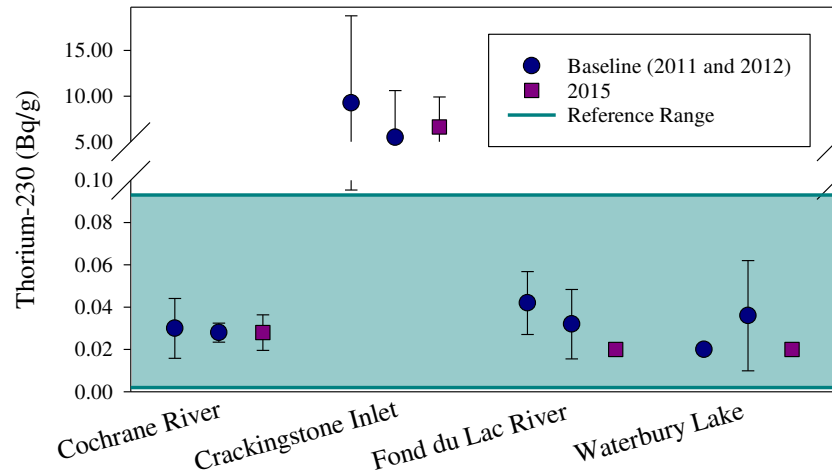 Thorium-230 (Bq/g)
15.00
10.00
5.00
0.10
0.08
0.06
0.04
0.02
0.00
Baseline (2011 and 2012)
2015
Reference Range
Cochrane River
Crackingstone Inlet
Fond du Lac River
Waterbury Lake